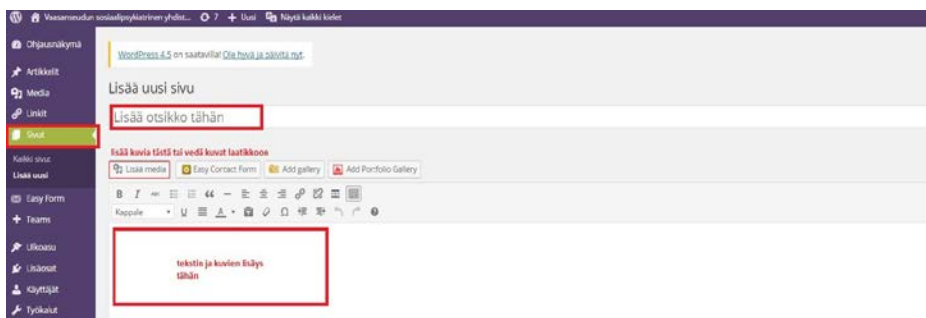 Vaasanseudun sosiaalipsykiatrinen yhdist... 7 + Uusi Näytä kaikki kielet
Ohjausnäkymä
WordPress 4.5 on saatavilla! Ole hyvä ja päivitä nyt.
Artikkelit
Media
Lisää uusi sivu
Linkit
Lisää otsikko tähän
Sivut
lisää kuvia tästä tai vedä kuvat laatikkoon
Kaikki sivut
Lisää media Easy Contact Form Add gallery Add Portfolio Gallery
Lisää uusi
B I ABC
Easy Form
Kappale U A Ω
Teams
Ulkoasu
tekstin ja kuvien lisäys
tähän
Lisäosat
Käyttäjät
Työkalut